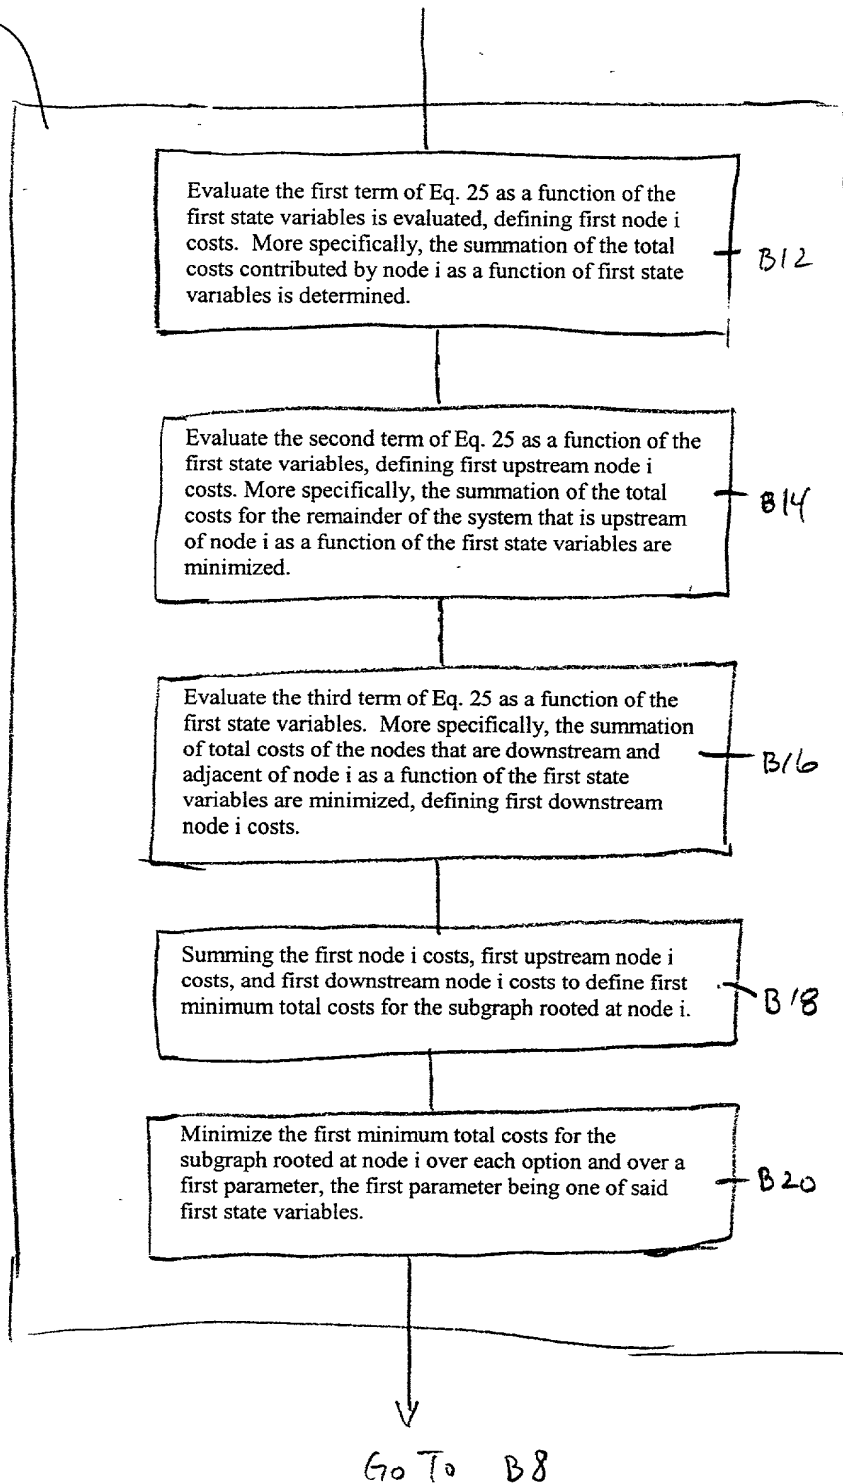 Evaluate the first term of Eq. 25 as a function of the
first state variables is evaluated, defining first node i
costs. More specifically, the summation of the total
costs contributed by node i as a function of first state
variables is determined.
B12
Evaluate the second term of Eq. 25 as a function of the
first state variables, defining first upstream node i
costs. More specifically, the summation of the total
costs for the remainder of the system that is upstream
of node i as a function of the first state variables are
minimized.
B14
Evaluate the third term of Eq. 25 as a function of the
first state variables. More specifically, the summation
of total costs of the nodes that are downstream and
adjacent of node i as a function of the first state
variables are minimized, defining first downstream
node i costs.
B16
Summing the first node i costs, first upstream node i
costs, and first downstream node i costs to define first
minimum total costs for the subgraph rooted at node i.
B18
Minimize the first minimum total costs for the
subgraph rooted at node i over each option and over a
first parameter, the first parameter being one of said
first state variables.
B20
Go To B8